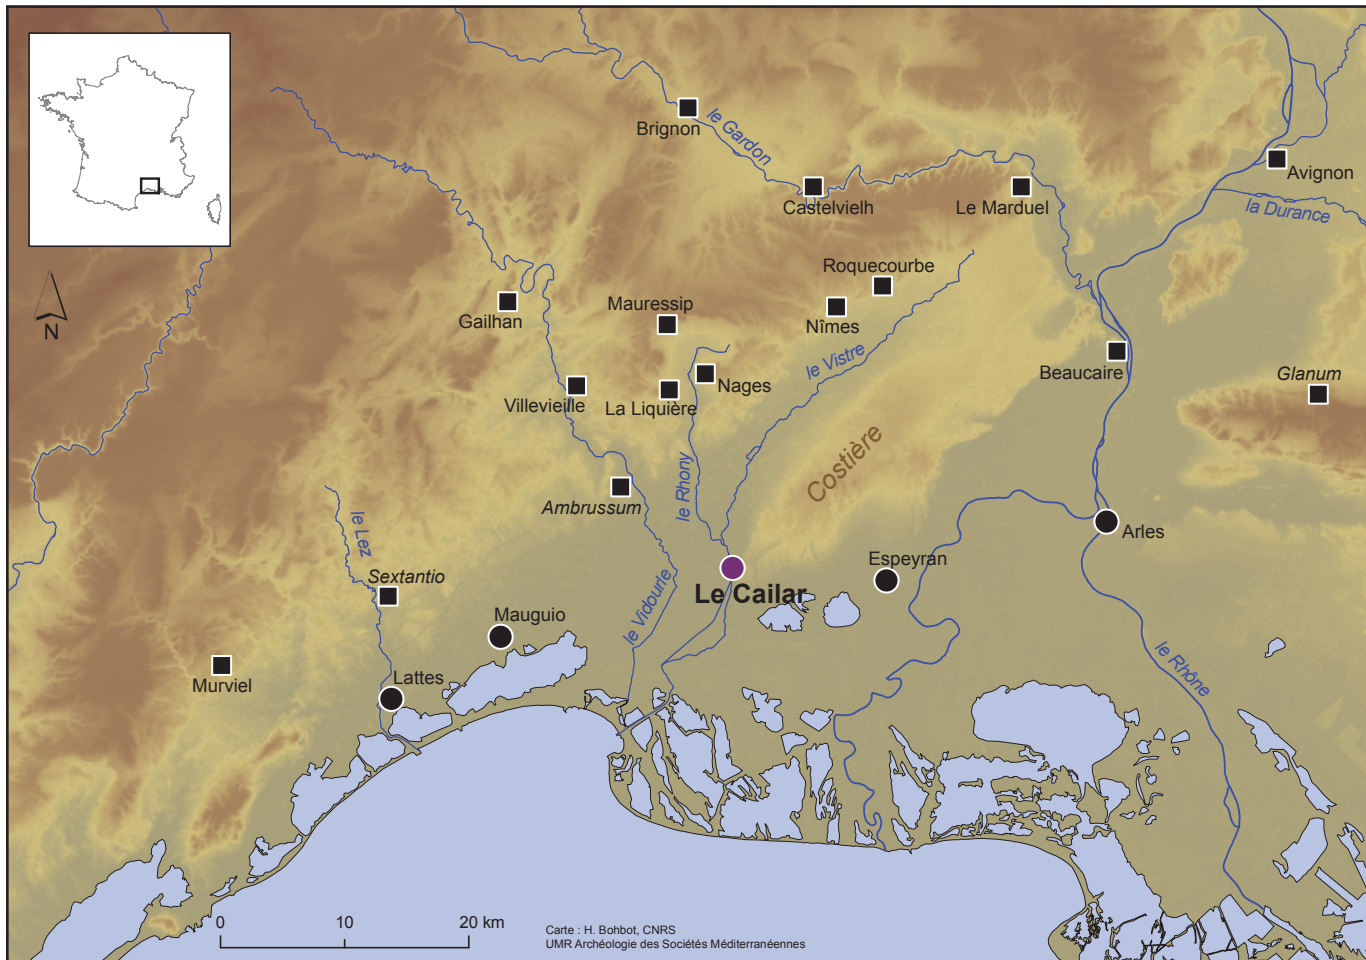 Brignon
le Gardon
Avignon
Castelvielh
Le Marduel
la Durance
N
Gailhan
Mauressip
Roquecourbe
Nîmes
le Vistre
Beaucaire
Glanum
Villevieille
La Liquière
Nages
Costière
Ambrussum
le Rhony
le Lez
Arles
Sextantio
le Vidourle
Le Cailar
Espeyran
Mauguio
Murviel
Lattes
le Rhône
0 10 20 km
Carte : H. Bohbot, CNRS
UMR Archéologie des Sociétés Méditerranéennes